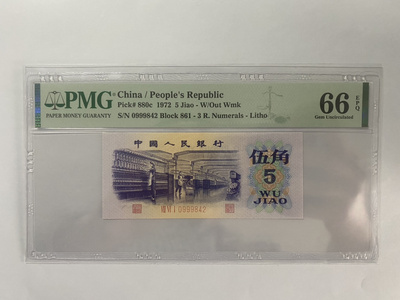 PMG
PAPER MONEY GUARANTY
China / People's Republic
Pick# 880c 1972 5 Jiao - W/Out Wmk
S/N 0999842 Block 861 - 3 R. Numerals - Litho
66 EPQ
Gem Uncirculated
中国人民银行
伍角
5
WU
JIAO
0999842